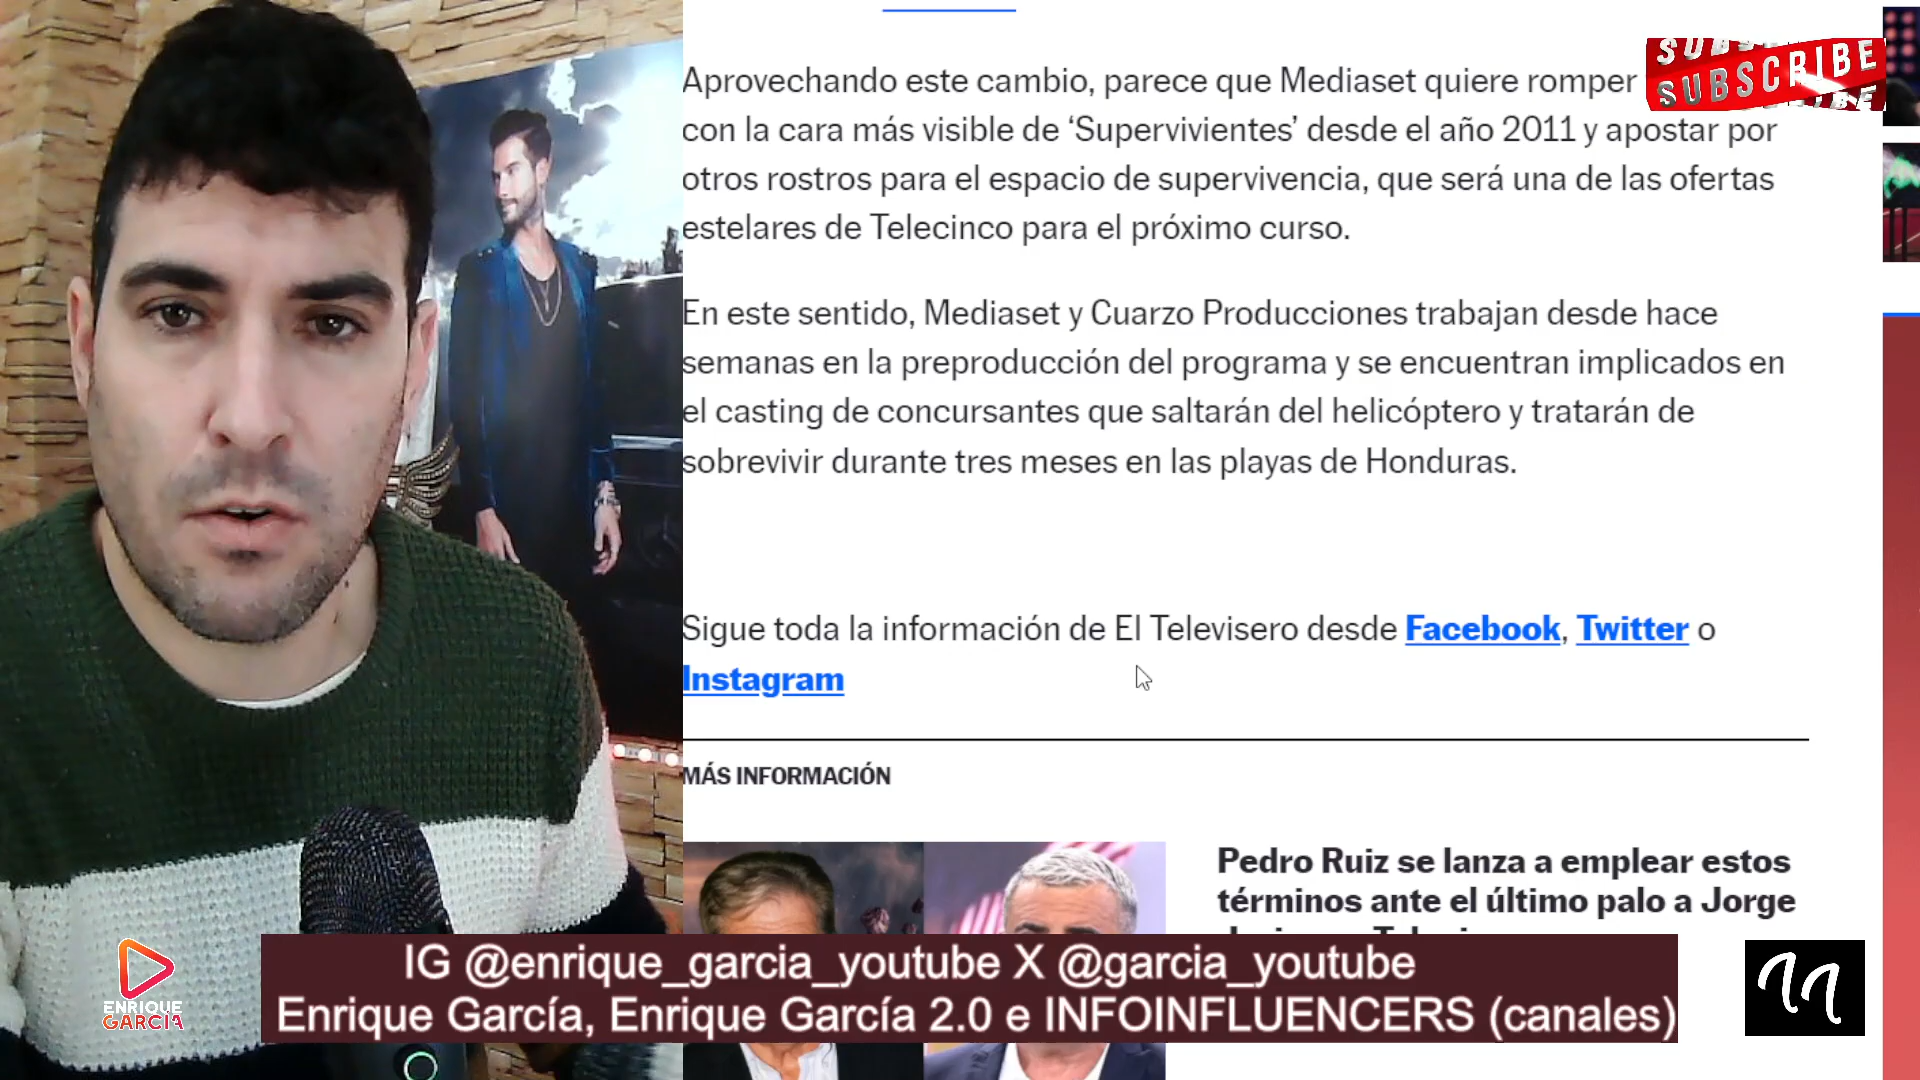 SUBSCRIBE
SUBSCRIBE
Aprovechando este cambio, parece que Mediaset quiere romper
con la cara más visible de ‘Supervivientes’ desde el año 2011 y apostar por
otros rostros para el espacio de supervivencia, que será una de las ofertas
estelares de Telecinco para el próximo curso.
En este sentido, Mediaset y Cuarzo Producciones trabajan desde hace
semanas en la preproducción del programa y se encuentran implicados en
el casting de concursantes que saltarán del helicóptero y tratarán de
sobrevivir durante tres meses en las playas de Honduras.
Sigue toda la información de El Televisero desde Facebook, Twitter o
Instagram
MÁS INFORMACIÓN
Pedro Ruiz se lanza a emplear estos
términos ante el último palo a Jorge
IG @enrique_garcia_youtube X @garcia_youtube
Enrique García, Enrique García 2.0 e INFOINFLUENCERS (canales)
ENRIQUE
GARCÍA